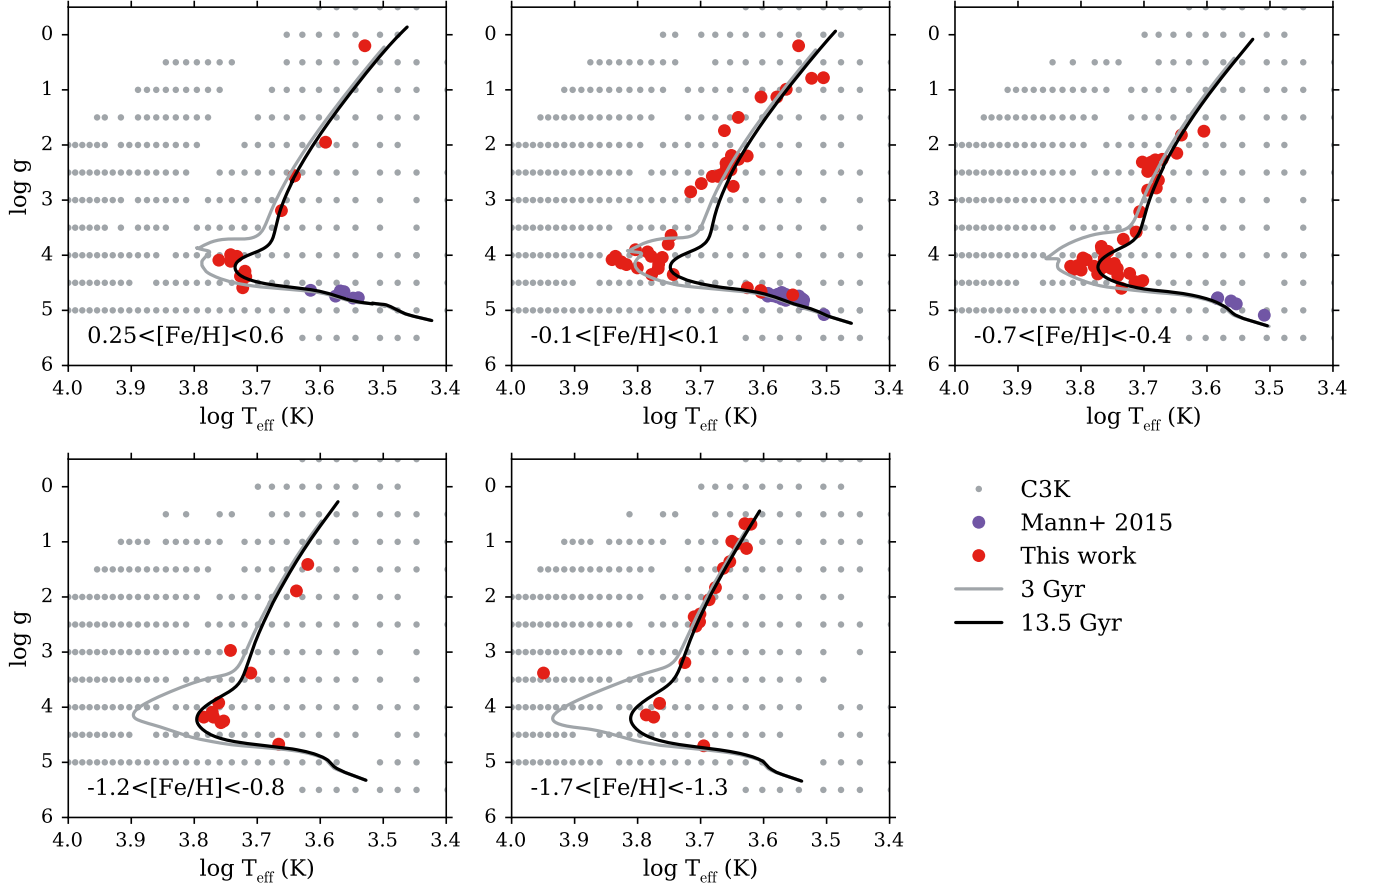 log g
0
1
2
3
4
5
6
0.25<[Fe/H]<0.6
4.0 3.9 3.8 3.7 3.6 3.5 3.4
log Teff (K)
0
1
2
3
4
5
6
-0.1<[Fe/H]<0.1
4.0 3.9 3.8 3.7 3.6 3.5 3.4
log Teff (K)
0
1
2
3
4
5
6
-0.7<[Fe/H]<-0.4
4.0 3.9 3.8 3.7 3.6 3.5 3.4
log Teff (K)
log g
0
1
2
3
4
5
6
-1.2<[Fe/H]<-0.8
4.0 3.9 3.8 3.7 3.6 3.5 3.4
log Teff (K)
0
1
2
3
4
5
6
-1.7<[Fe/H]<-1.3
4.0 3.9 3.8 3.7 3.6 3.5 3.4
log Teff (K)
C3K
Mann+ 2015
This work
3 Gyr
13.5 Gyr